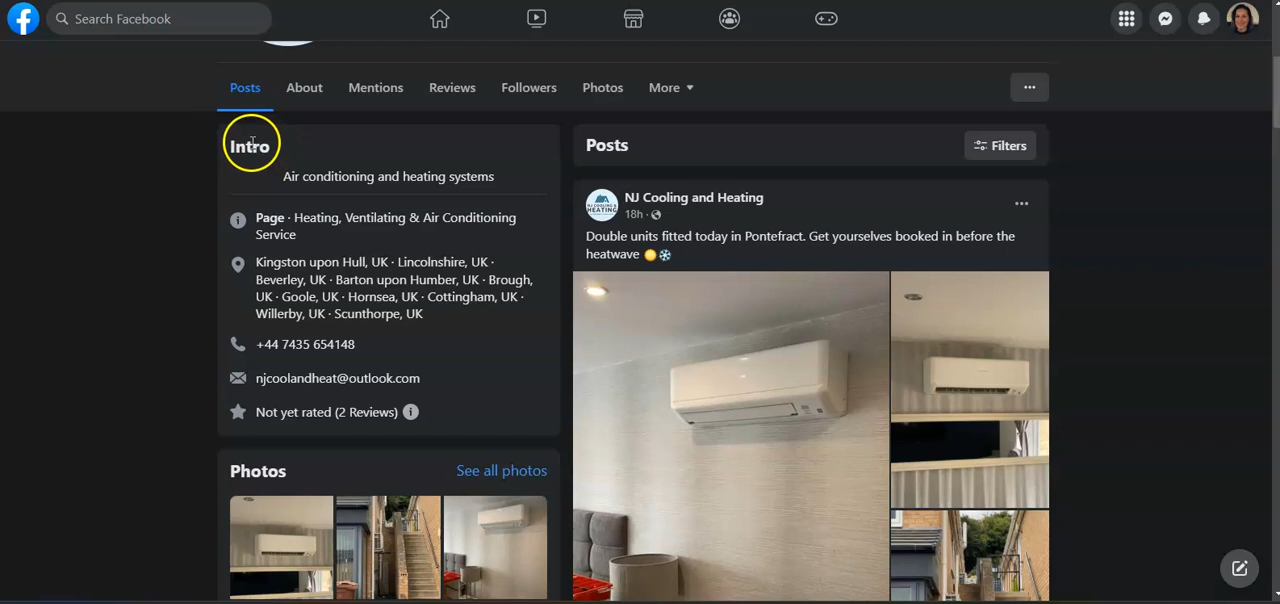 Search Facebook
Posts
About
Mentions
Reviews
Followers
Photos
More
Intro
Air conditioning and heating systems
Page · Heating, Ventilating & Air Conditioning
Service
Kingston upon Hull, UK · Lincolnshire, UK ·
Beverley, UK · Barton upon Humber, UK · Brough,
UK · Goole, UK · Hornsea, UK · Cottingham, UK ·
Willerby, UK · Scunthorpe, UK
+44 7435 654148
njcoolandheat@outlook.com
Not yet rated (2 Reviews)
Photos
See all photos
Posts
Filters
NJ COOLING &
HEATING
NJ Cooling and Heating
18h ·
Double units fitted today in Pontefract. Get yourselves booked in before the
heatwave